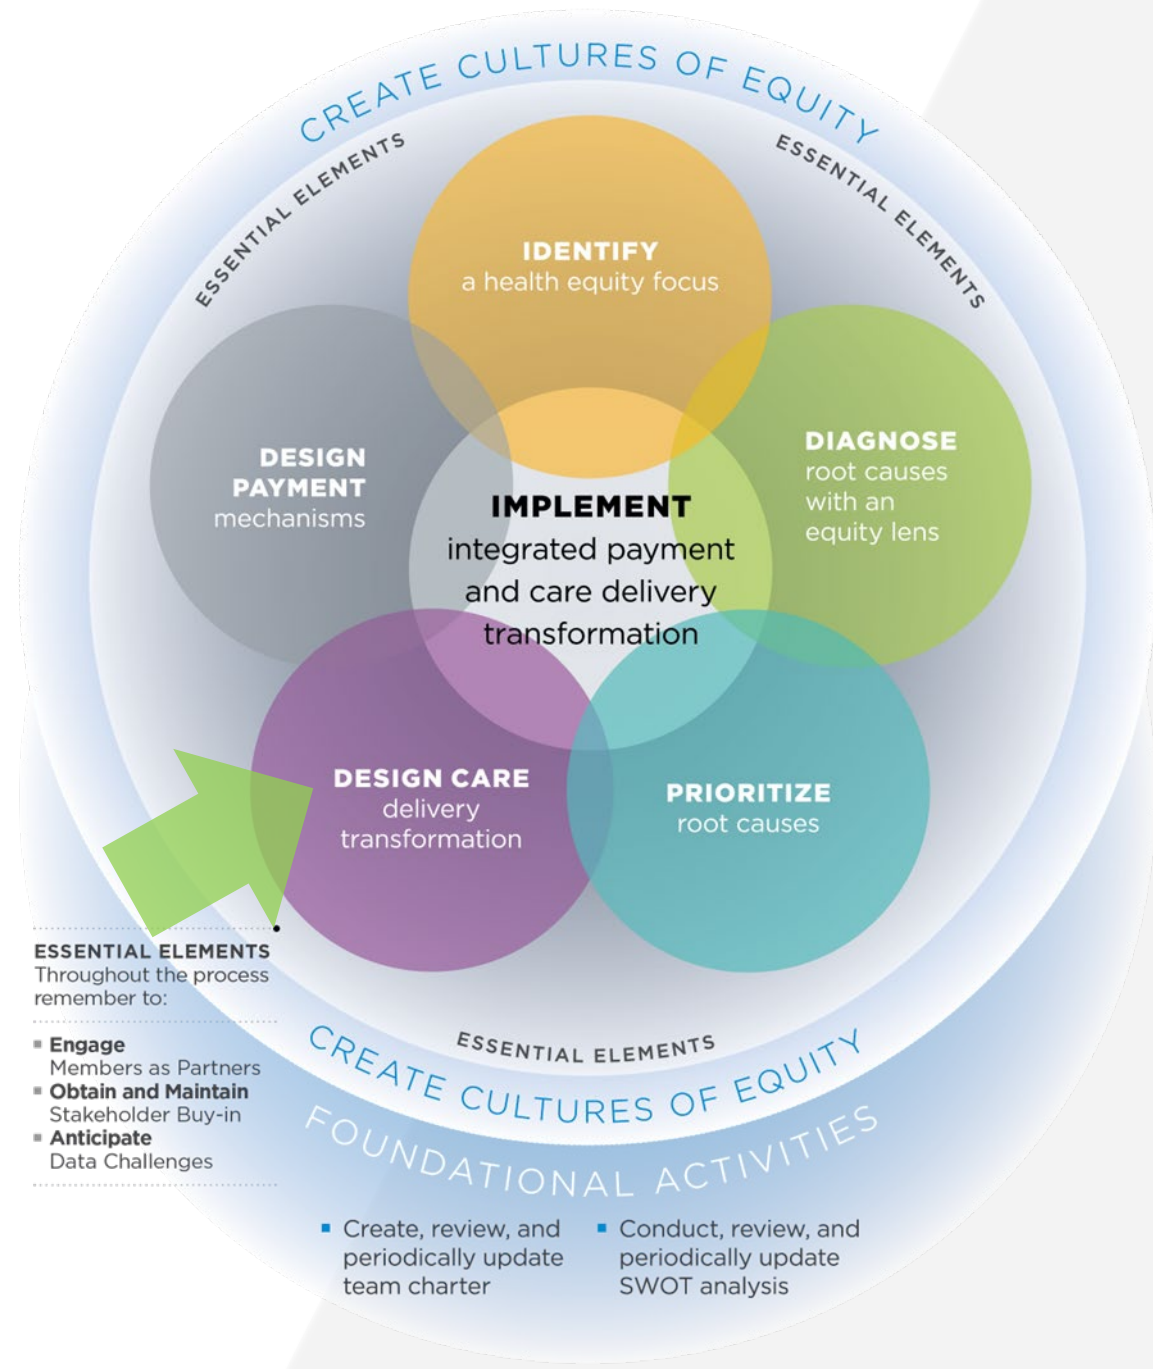 CREATE CULTURES OF EQUITY
ESSENTIAL ELEMENTS
ESSENTIAL ELEMENTS
IDENTIFY
a health equity focus
DIAGNOSE
root causes
with an
equity lens
DESIGN
PAYMENT
mechanisms
IMPLEMENT
integrated payment
and care delivery
transformation
DESIGN CARE
delivery
transformation
PRIORITIZE
root causes
ESSENTIAL ELEMENTS
Throughout the process
remember to:
Engage
Members as Partners
Obtain and Maintain
Stakeholder Buy-in
Anticipate
Data Challenges
ESSENTIAL ELEMENTS
CREATE CULTURES OF EQUITY
FOUNDATIONAL ACTIVITIES
Create, review, and
periodically update
team charter
Conduct, review, and
periodically update
SWOT analysis